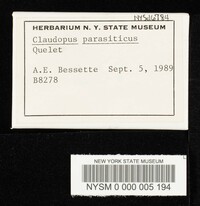 HERBARIUM N. Y. STATE MUSEUM
Claudopus parasiticus
Quelet
A.E. Bessette Sept. 5, 1989
B8278
NEW YORK STATE MUSEUM
NYSM 0 000 005 194